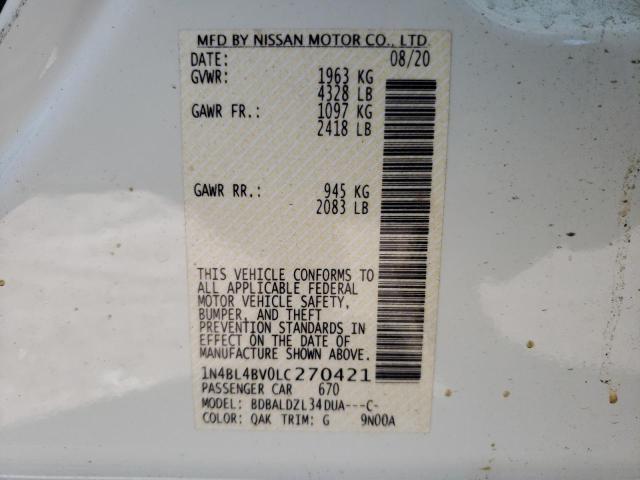 MFD BY NISSAN MOTOR CO., LTD.
DATE: 08/20
GVWR: 1963 KG
4328 LB
GAWR FR.: 1097 KG
2418 LB
GAWR RR.: 945 KG
2083 LB
THIS VEHICLE CONFORMS TO
ALL APPLICABLE FEDERAL
MOTOR VEHICLE SAFETY,
BUMPER, AND THEFT
PREVENTION STANDARDS IN
EFFECT ON THE DATE OF
MANUFACTURE SHOWN ABOVE.
1N4BL4BV0LC270421
PASSENGER CAR 670
MODEL: BDBALDZL34DUA---C-
COLOR: QAK TRIM: G 9N00A